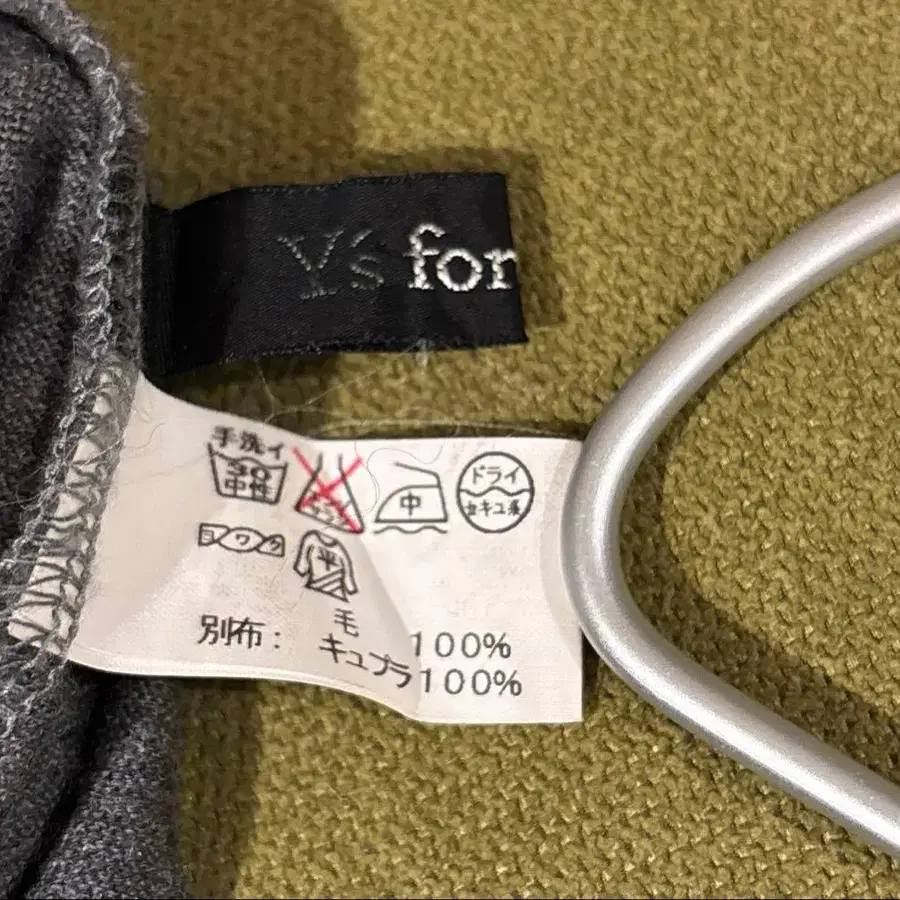 Y's for
手洗イ
30
中性
中
ドライ
セキユ系
ヨワク
平
毛 100%
別布: キュプラ 100%